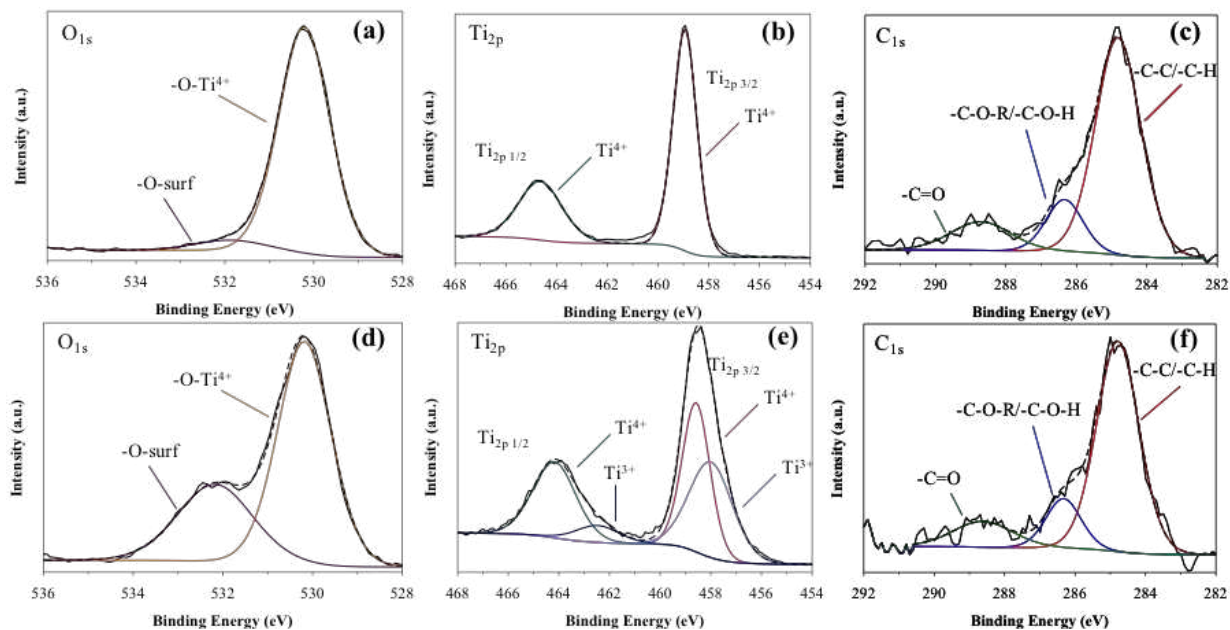 O₁ₛ
(a)
-O-Ti⁴⁺
-O-surf
Intensity (a.u.)
536 534 532 530 528
Binding Energy (eV)
Ti₂ₚ
(b)
Ti₂ₚ ₃/₂
Ti⁴⁺
Ti₂ₚ ₁/₂
Ti⁴⁺
Intensity (a.u.)
468 466 464 462 460 458 456 454
Binding Energy (eV)
C₁ₛ
(c)
-C-C/-C-H
-C-O-R/-C-O-H
-C=O
Intensity (a.u.)
292 290 288 286 284 282
Binding Energy (eV)
O₁ₛ
(d)
-O-Ti⁴⁺
-O-surf
Intensity (a.u.)
536 534 532 530 528
Binding Energy (eV)
Ti₂ₚ
(e)
Ti₂ₚ ₃/₂
Ti⁴⁺
Ti₂ₚ ₁/₂
Ti⁴⁺
Ti³⁺
Ti³⁺
Intensity (a.u.)
468 466 464 462 460 458 456 454
Binding Energy (eV)
C₁ₛ
(f)
-C-C/-C-H
-C-O-R/-C-O-H
-C=O
Intensity (a.u.)
292 290 288 286 284 282
Binding Energy (eV)